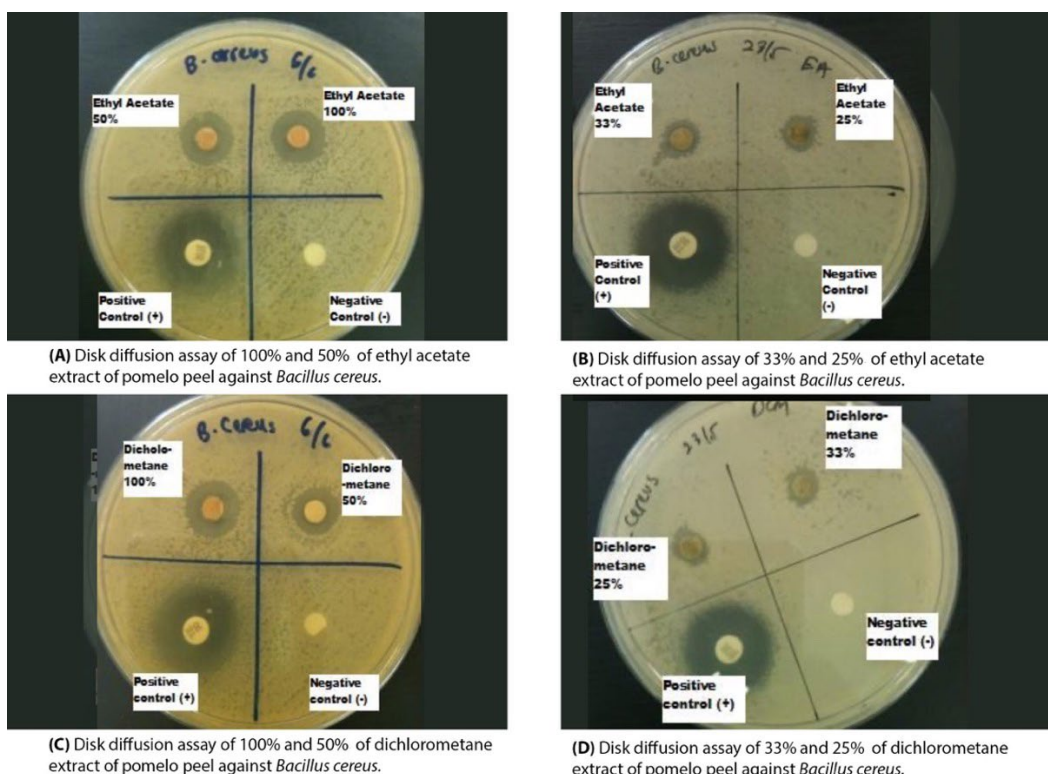 B. cereus 6/6
Ethyl Acetate
50%
Ethyl Acetate
100%
Positive
Control (+)
Negative
Control (-)
(A) Disk diffusion assay of 100% and 50% of ethyl acetate
extract of pomelo peel against Bacillus cereus.
B. cereus 23/5 EA
Ethyl
Acetate
33%
Ethyl
Acetate
25%
Positive
Control
(+)
Negative
Control
(-)
(B) Disk diffusion assay of 33% and 25% of ethyl acetate
extract of pomelo peel against Bacillus cereus.
B. cereus 6/6
Dicholo-
metane
100%
Dichloro
-metane
50%
Positive
control (+)
Negative
control (-)
(C) Disk diffusion assay of 100% and 50% of dichlorometane
extract of pomelo peel against Bacillus cereus.
. cereus 23/5 DCM
Dichloro-
metane
33%
Dichloro-
metane
25%
Negative
control (-)
Positive
control (+)
(D) Disk diffusion assay of 33% and 25% of dichlorometane
extract of pomelo peel against Bacillus cereus.